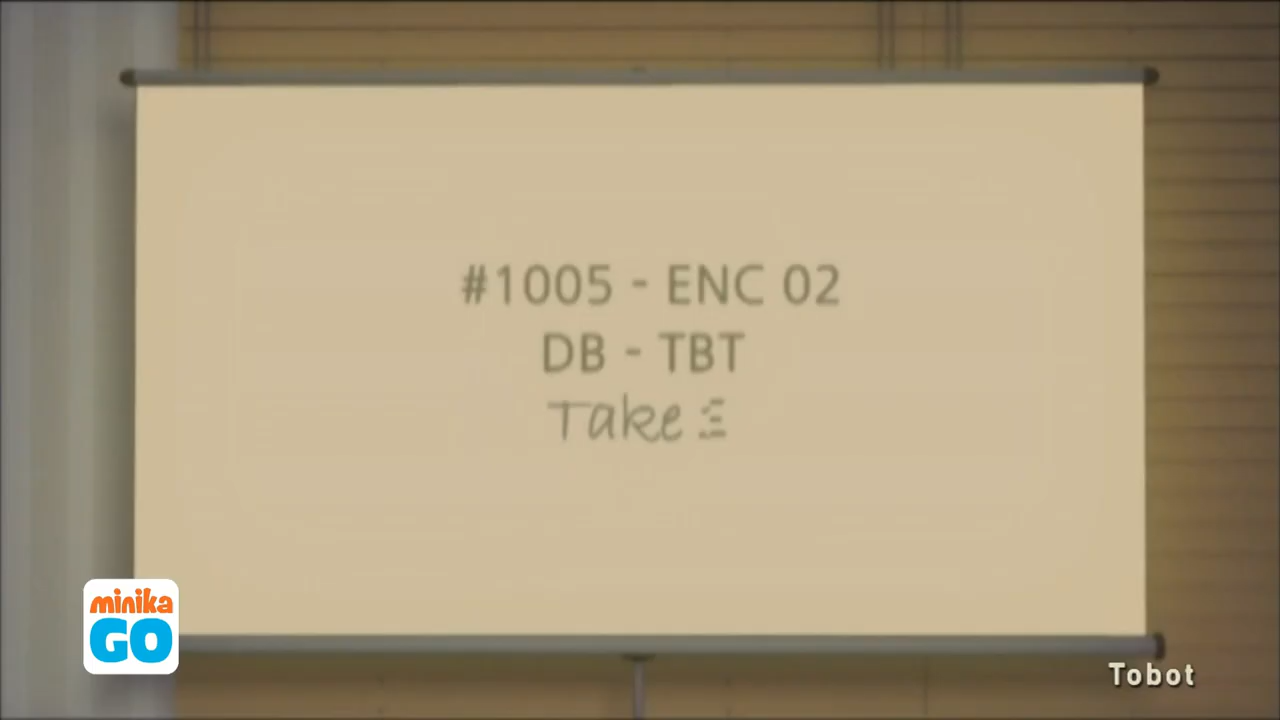 #1005 - ENC 02
DB - TBT
Take
minika
GO
Tobot